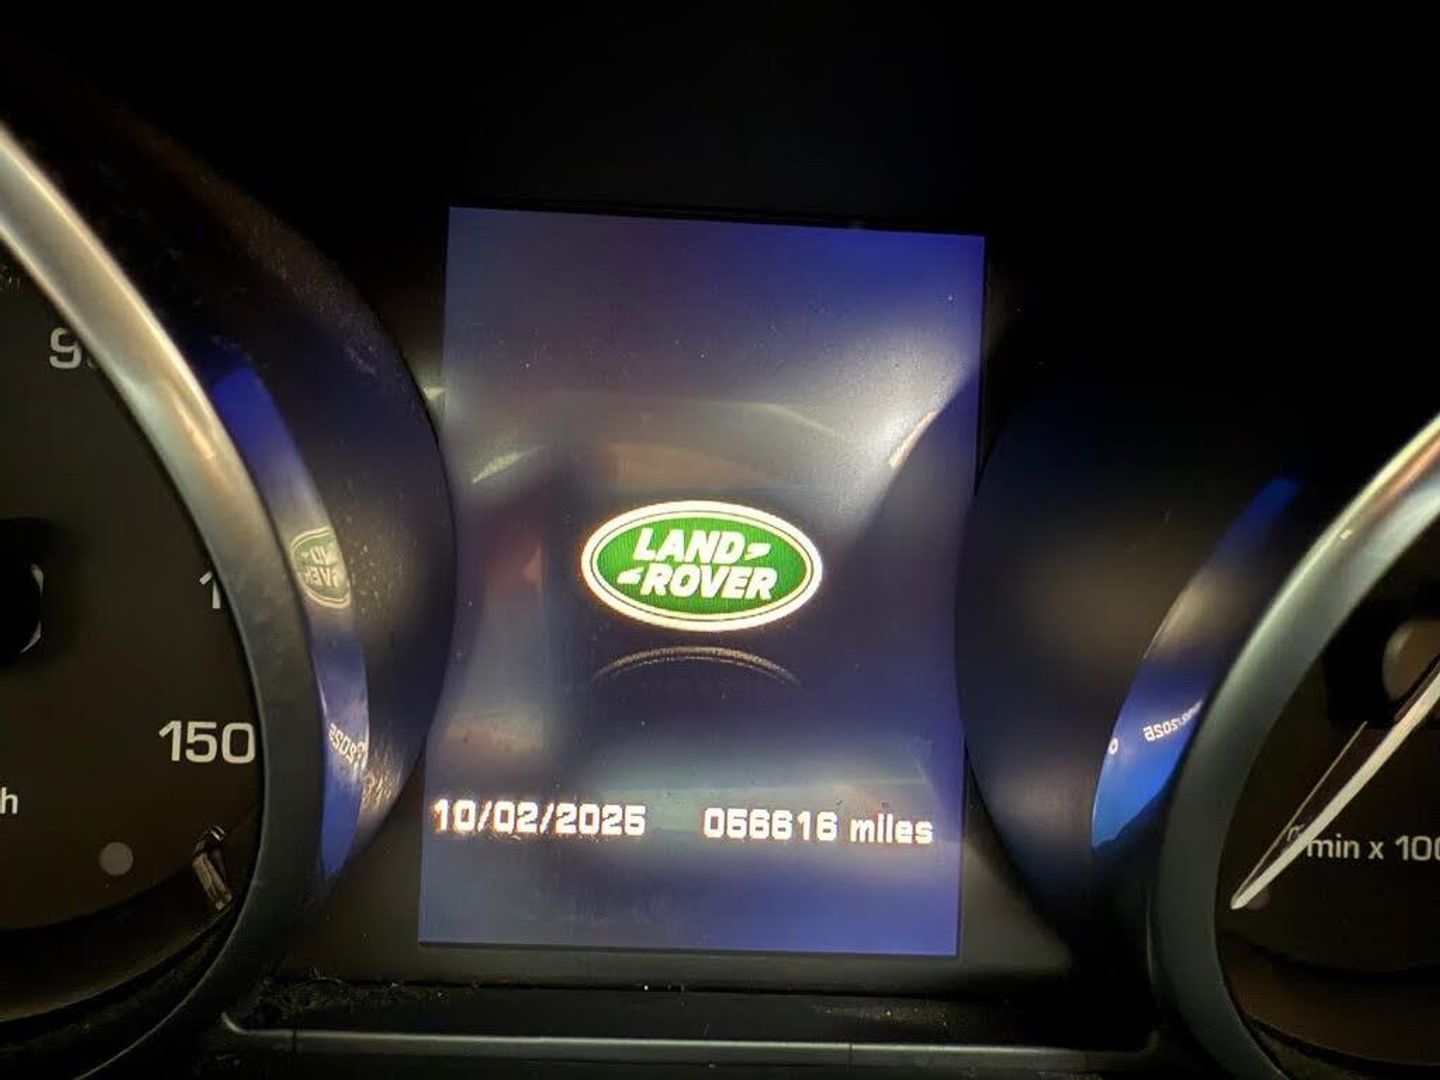 LAND
ROVER
150
10/02/2025 056616 miles
min x 100